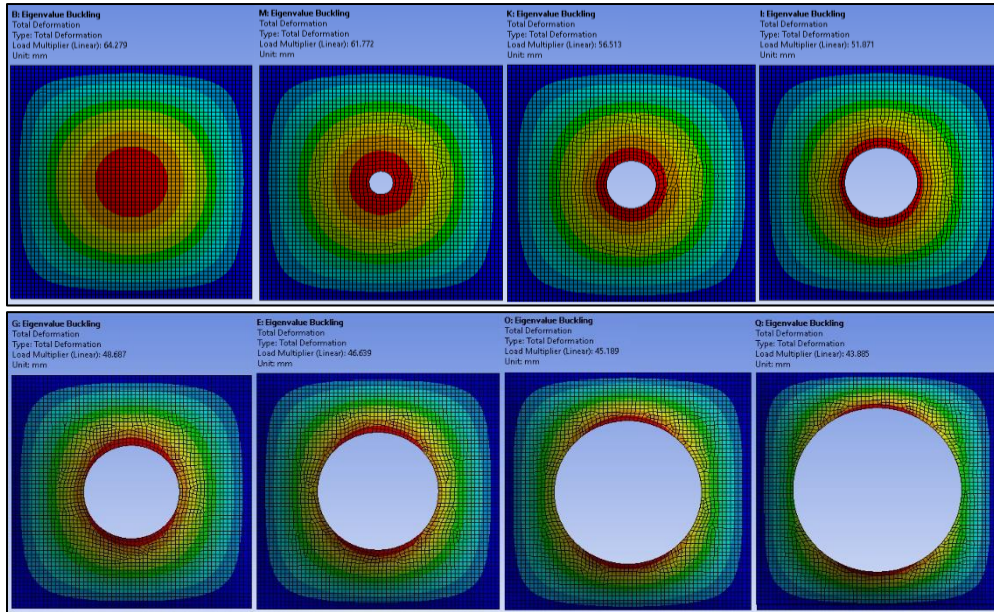 B: Eigenvalue Buckling
Total Deformation
Type: Total Deformation
Load Multiplier (Linear): 64.279
Unit: mm
M: Eigenvalue Buckling
Total Deformation
Type: Total Deformation
Load Multiplier (Linear): 61.772
Unit: mm
K: Eigenvalue Buckling
Total Deformation
Type: Total Deformation
Load Multiplier (Linear): 56.513
Unit: mm
I: Eigenvalue Buckling
Total Deformation
Type: Total Deformation
Load Multiplier (Linear): 51.871
Unit: mm
G: Eigenvalue Buckling
Total Deformation
Type: Total Deformation
Load Multiplier (Linear): 48.687
Unit: mm
E: Eigenvalue Buckling
Total Deformation
Type: Total Deformation
Load Multiplier (Linear): 46.639
Unit: mm
O: Eigenvalue Buckling
Total Deformation
Type: Total Deformation
Load Multiplier (Linear): 45.189
Unit: mm
Q: Eigenvalue Buckling
Total Deformation
Type: Total Deformation
Load Multiplier (Linear): 43.885
Unit: mm